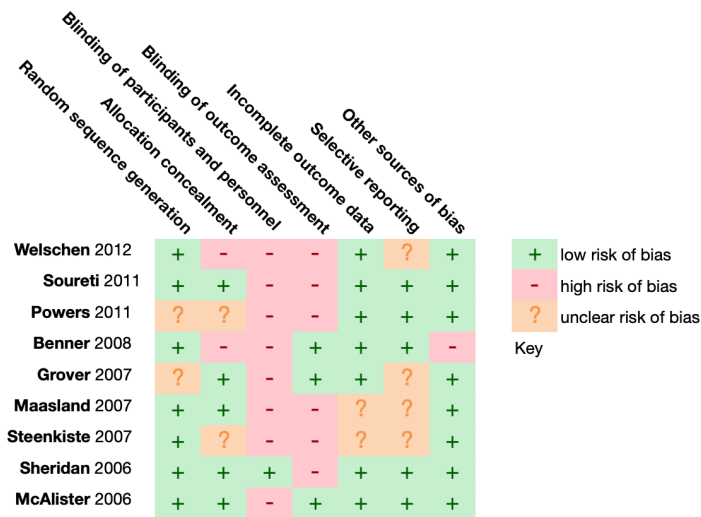 Random sequence generation
Allocation concealment
Blinding of participants and personnel
Blinding of outcome assessment
Incomplete outcome data
Selective reporting
Other sources of bias
Welschen 2012 + - - - + ? +
Soureti 2011 + + - - + + +
Powers 2011 ? ? - - + + +
Benner 2008 + - - + + + -
Grover 2007 ? + - + + ? +
Maasland 2007 + + - - ? ? +
Steenkiste 2007 + ? - - ? ? +
Sheridan 2006 + + + - + + +
McAlister 2006 + + - + + + +
+ low risk of bias
- high risk of bias
? unclear risk of bias
Key